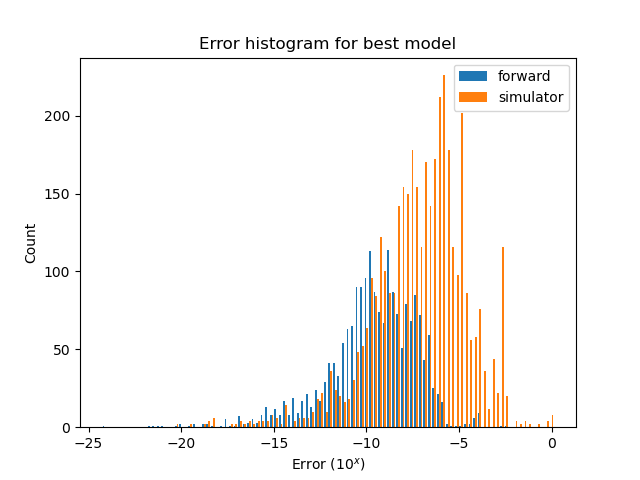 Error histogram for best model
forward
simulator
Count
200
150
100
50
0
−25 −20 −15 −10 −5 0
Error (10^x)